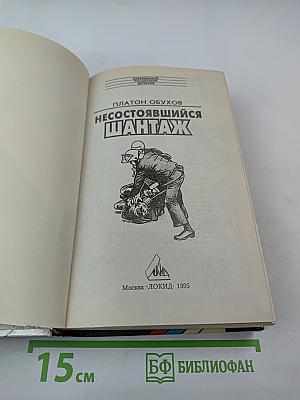 ПЛАТОН ОБУХОВ
НЕСОСТОЯВШИЙСЯ
ШАНТАЖ
Москва «ЛОКИД» 1995
15 см
БФ БИБЛИОФАН